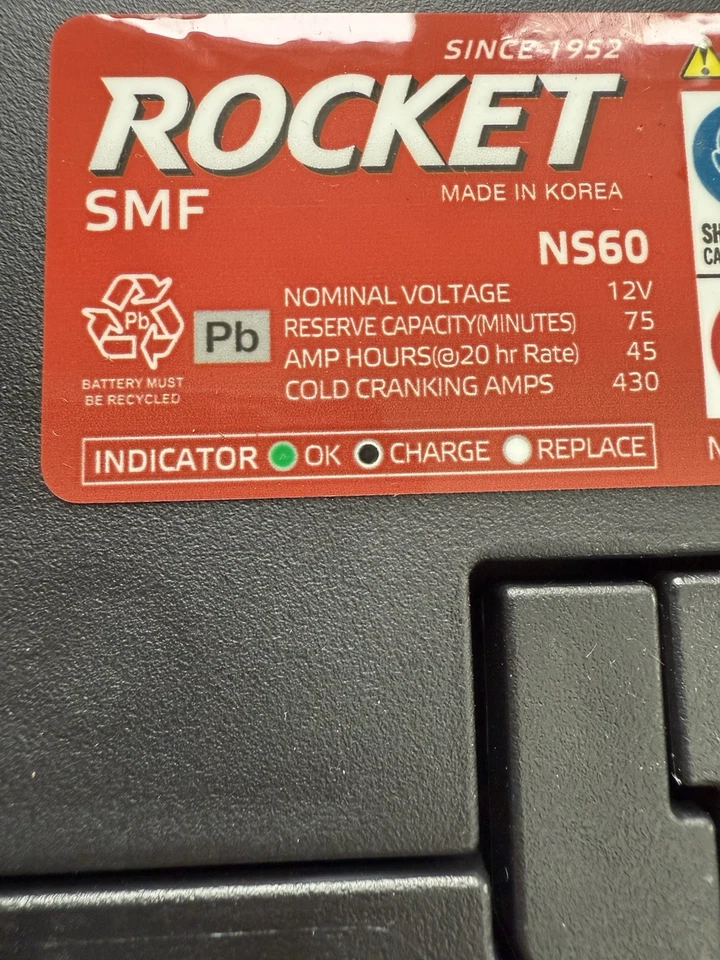 SINCE 1952
ROCKET
MADE IN KOREA
SMF
NS60
NOMINAL VOLTAGE 12V
RESERVE CAPACITY(MINUTES) 75
AMP HOURS(@20 hr Rate) 45
COLD CRANKING AMPS 430
Pb
Pb
BATTERY MUST
BE RECYCLED
INDICATOR OK CHARGE REPLACE